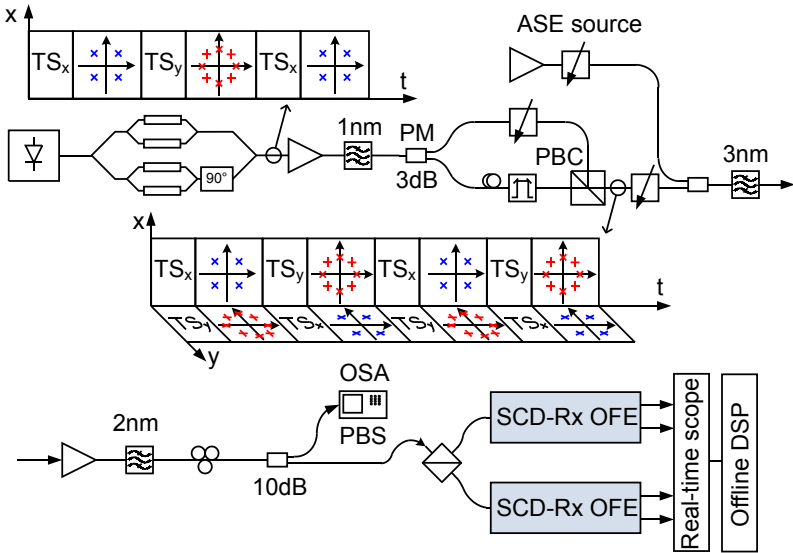 x
TSx
TSy
TSx
t
ASE source
90°
1nm
PM
3dB
PBC
3nm
x
TSx
TSy
TSx
TSy
t
TSy
TSx
TSy
TSx
y
2nm
10dB
OSA
PBS
SCD-Rx OFE
SCD-Rx OFE
Real-time scope
Offline DSP